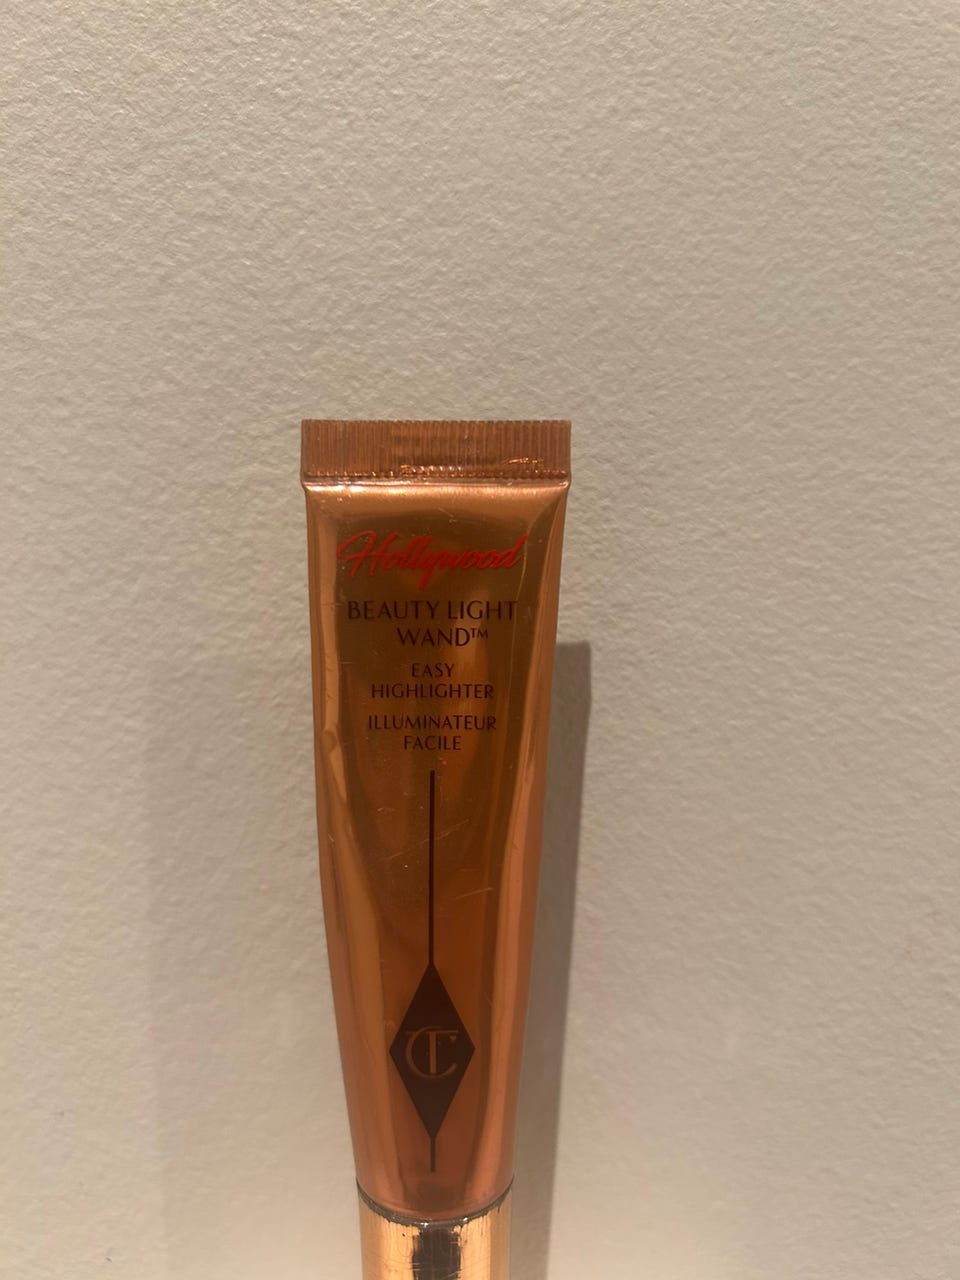 Hollywood
BEAUTY LIGHT
WAND™
EASY
HIGHLIGHTER
ILLUMINATEUR
FACILE
CT